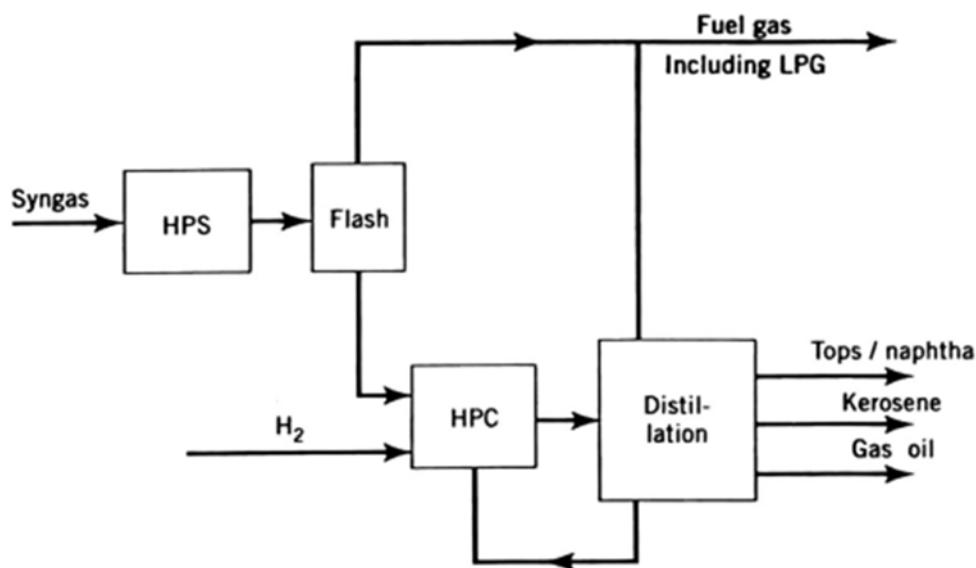 Fuel gas
Including LPG
Syngas
HPS
Flash
Tops / naphtha
Kerosene
Gas oil
HPC
Distil-
lation
H₂